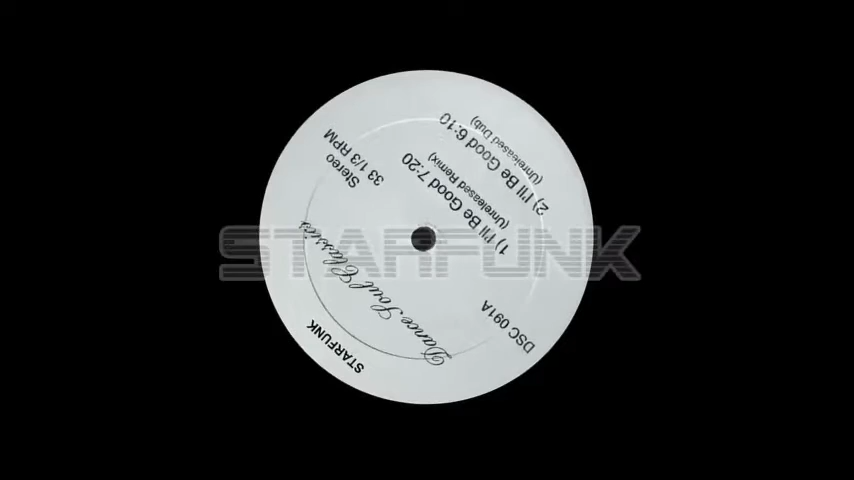 STARFUNK
Dance Soul Classics
STARFUNK
DSC 091A
Stereo
33 1/3 RPM
1) I'll Be Good 7:20
(Unreleased Remix)
2) I'll Be Good 6:10
(Unreleased Dub)